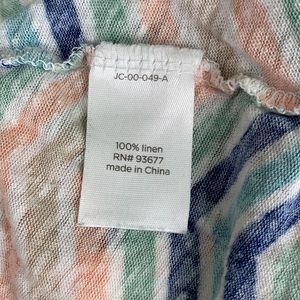 JC-00-049-A
100% linen
RN# 93677
made in China